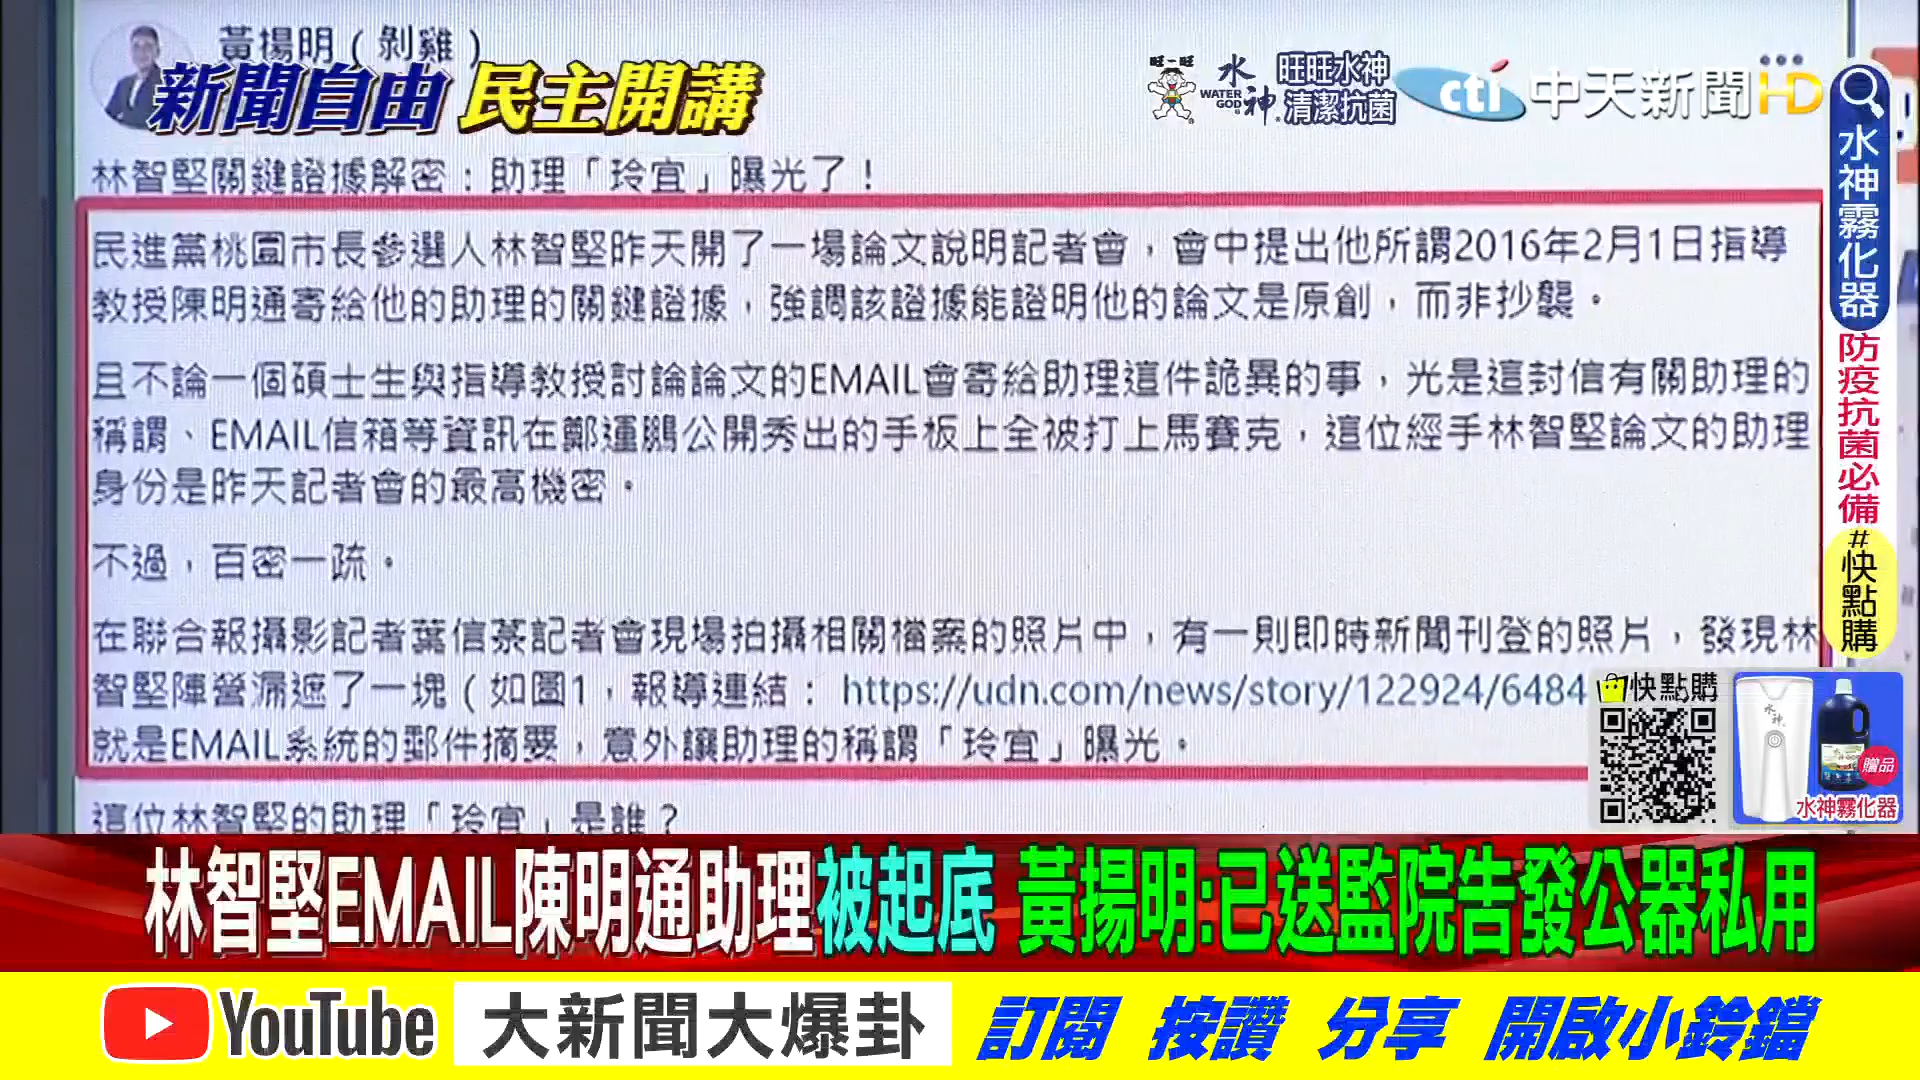 黃揚明（剝雞）
新聞自由 民主開講
旺一旺
水神
WATER GOD
旺旺水神
清潔抗菌
cti 中天新聞HD
林智堅關鍵證據解密：助理「玲宜」曝光了！
民進黨桃園市長參選人林智堅昨天開了一場論文說明記者會，會中提出他所謂2016年2月1日指導
教授陳明通寄給他的助理的關鍵證據，強調該證據能證明他的論文是原創，而非抄襲。
且不論一個碩士生與指導教授討論論文的EMAIL會寄給助理這件詭異的事，光是這封信有關助理的
稱謂、EMAIL信箱等資訊在鄭運鵬公開秀出的手板上全被打上馬賽克，這位經手林智堅論文的助理
身份是昨天記者會的最高機密。
不過，百密一疏。
在聯合報攝影記者葉信菉記者會現場拍攝相關檔案的照片中，有一則即時新聞刊登的照片，發現林
智堅陣營漏遮了一塊（如圖1，報導連結： https://udn.com/news/story/122924/6484
就是EMAIL系統的郵件摘要，意外讓助理的稱謂「玲宜」曝光。
這位林智堅的助理「玲宜」是誰？
水神霧化器
防疫抗菌必備
#快點購
快點購
水神
贈品
水神霧化器
林智堅EMAIL陳明通助理被起底 黃揚明:已送監院告發公器私用
YouTube 大新聞大爆卦 訂閱 按讚 分享 開啟小鈴鐺